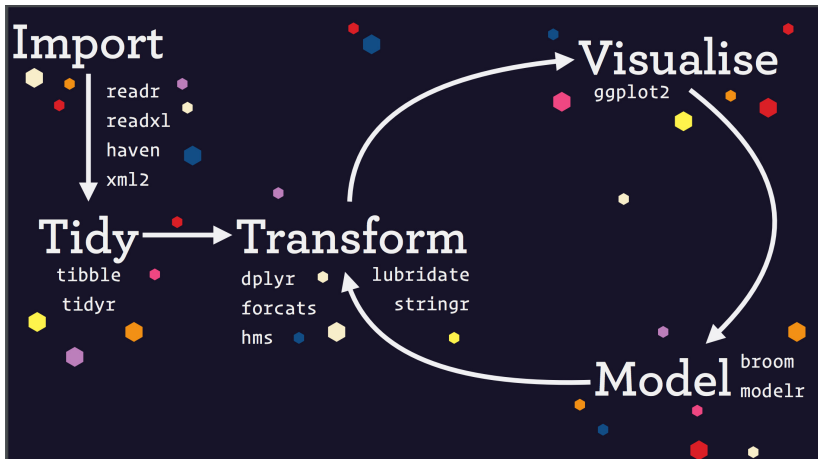 Import
readr
readxl
haven
xml2
Tidy
tibble
tidyr
Transform
dplyr
forcats
hms
lubridate
stringr
Visualise
ggplot2
Model
broom
modelr